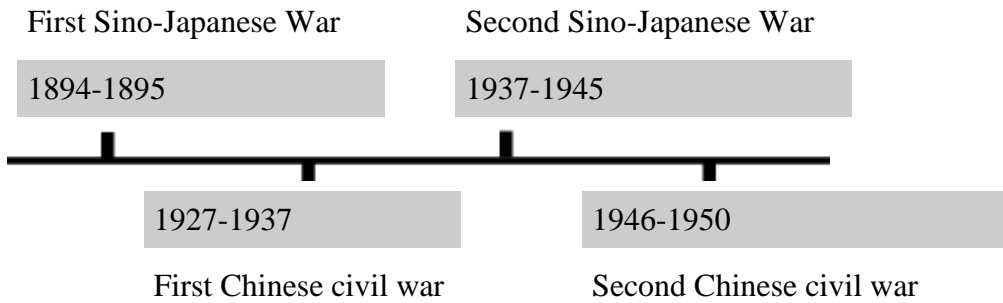 First Sino-Japanese War
1894-1895
Second Sino-Japanese War
1937-1945
1927-1937
First Chinese civil war
1946-1950
Second Chinese civil war